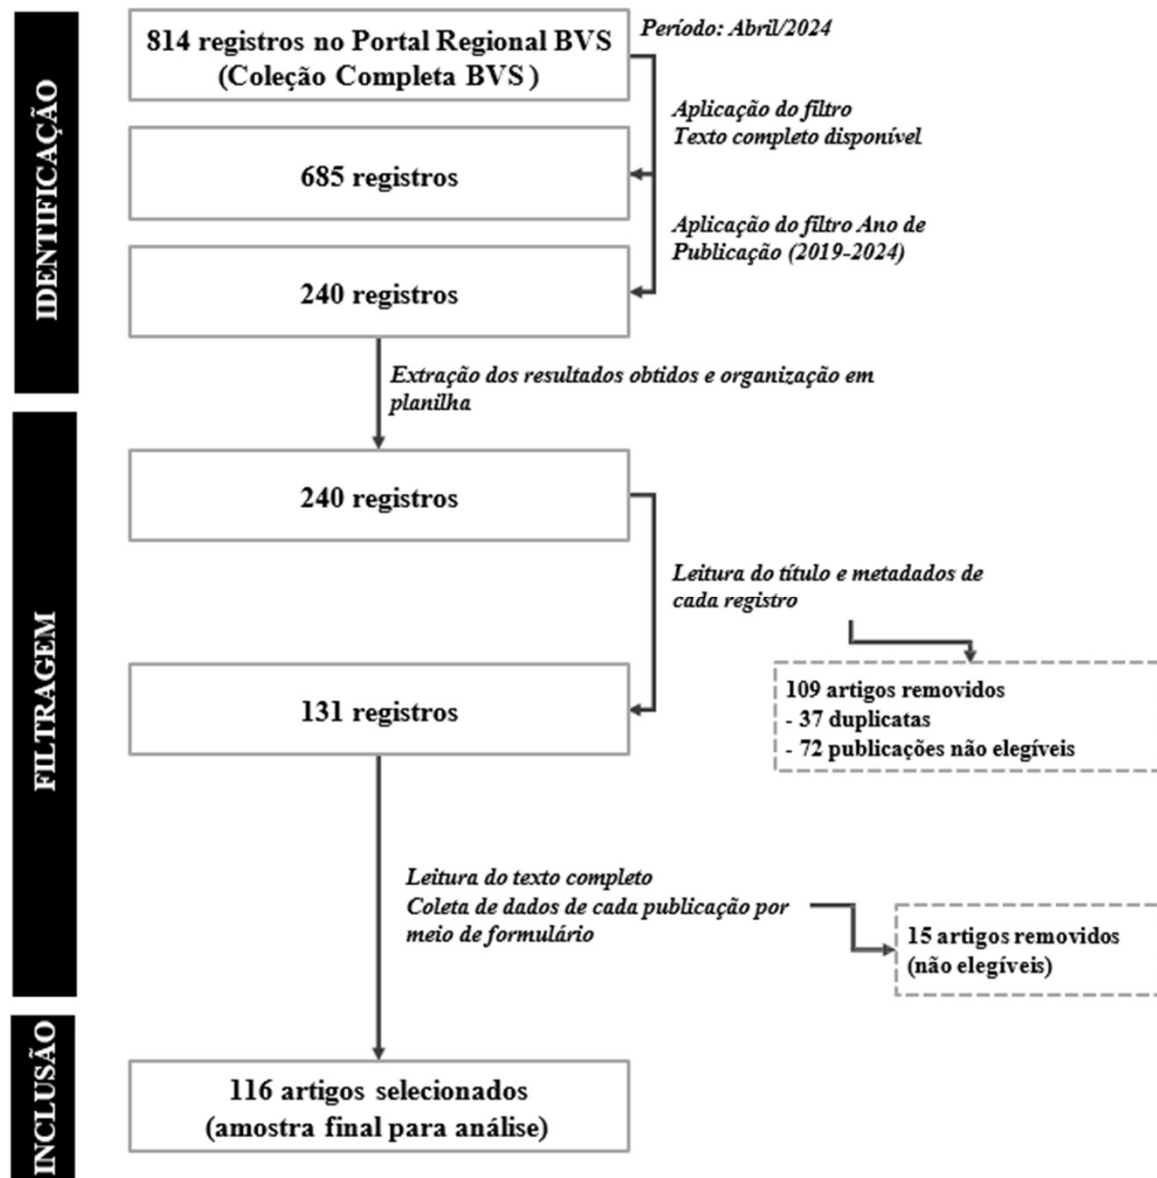 IDENTIFICAÇÃO
814 registros no Portal Regional BVS
(Coleção Completa BVS )
Período: Abril/2024
Aplicação do filtro
Texto completo disponível
685 registros
Aplicação do filtro Ano de
Publicação (2019-2024)
240 registros
Extração dos resultados obtidos e organização em
planilha
FILTRAGEM
240 registros
Leitura do título e metadados de
cada registro
109 artigos removidos
- 37 duplicatas
- 72 publicações não elegíveis
131 registros
Leitura do texto completo
Coleta de dados de cada publicação por
meio de formulário
15 artigos removidos
(não elegíveis)
INCLUSÃO
116 artigos selecionados
(amostra final para análise)